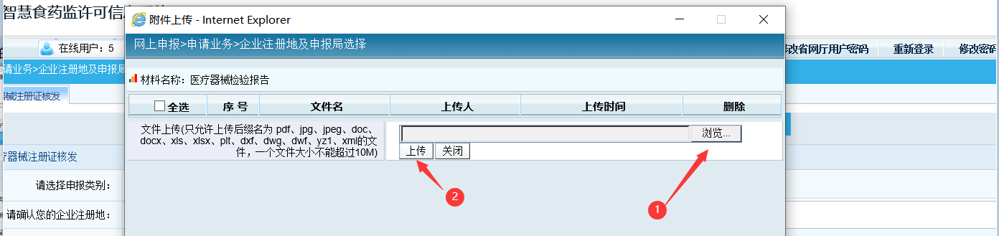 智慧食药监许可信
附件上传 - Internet Explorer
网上申报>申请业务>企业注册地及申报局选择
在线用户：5
改省网厅用户密码
重新登录
修改密码
请业务>企业注册地及申报局
材料名称：医疗器械检验报告
器械注册证核发
全选
序 号
文件名
上传人
上传时间
删除
文件上传(只允许上传后缀名为 pdf、jpg、jpeg、doc、
docx、xls、xlsx、plt、dxf、dwg、dwf、yz1、xml的文
件，一个文件大小不能超过10M)
浏览...
上传
关闭
疗器械注册证核发
请选择申报类别：
2
1
请确认您的企业注册地：